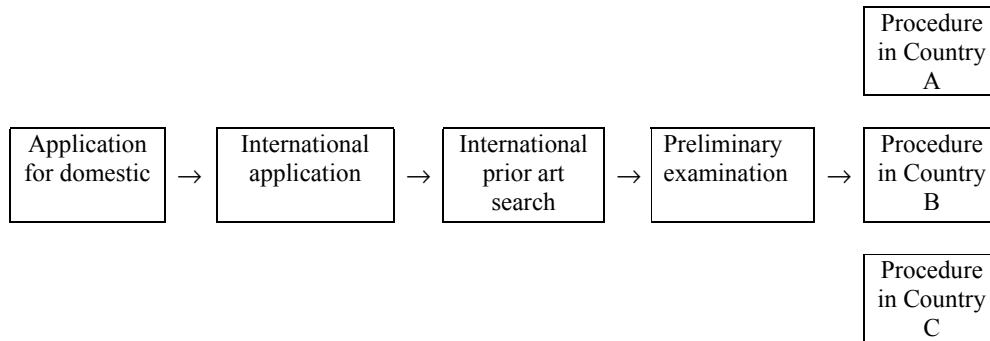 Procedure
in Country
A
Application
for domestic
→
International
application
→
International
prior art
search
→
Preliminary
examination
→
Procedure
in Country
B
Procedure
in Country
C